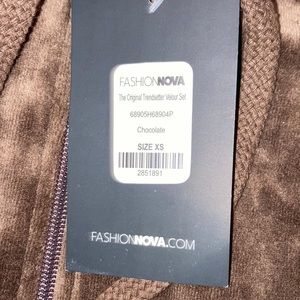 FASHIONNOVA
The Original Trendsetter Velour Set
68905H68904P
Chocolate
SIZE XS
2851891
FASHIONNOVA.COM